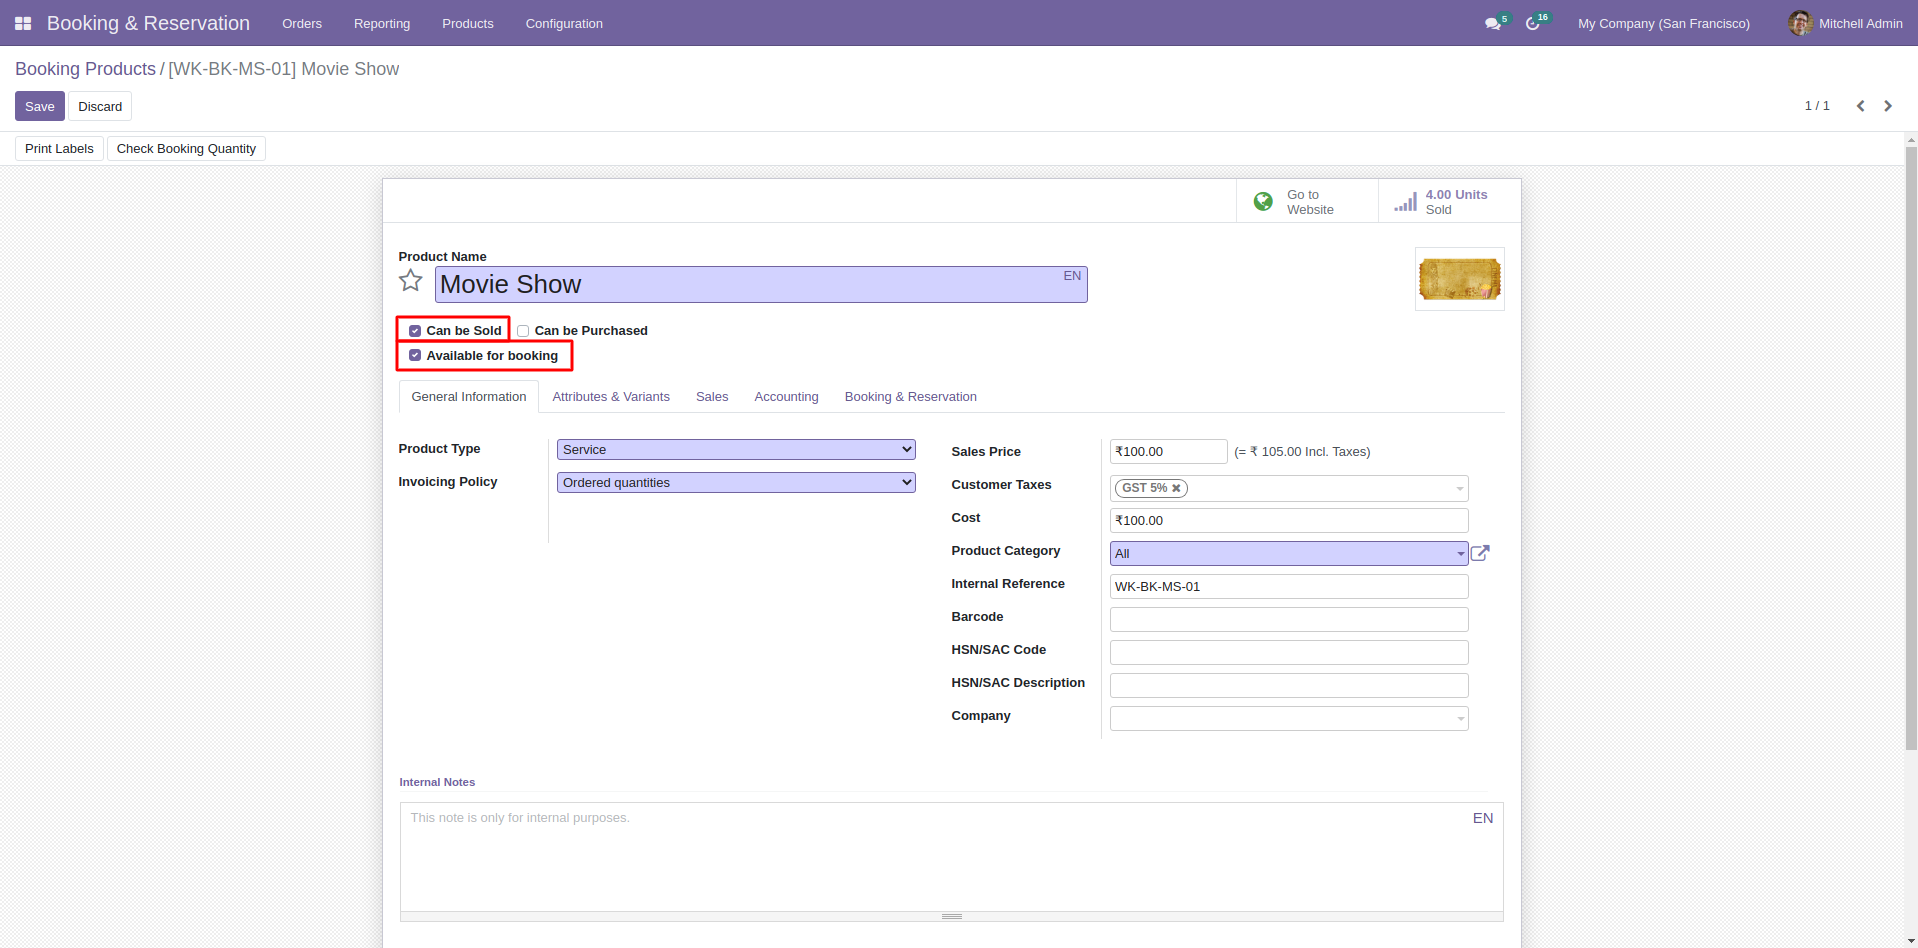 Booking & Reservation Orders Reporting Products Configuration 5 16 My Company (San Francisco) Mitchell Admin
Booking Products / [WK-BK-MS-01] Movie Show
Save Discard 1 / 1
Print Labels Check Booking Quantity
Go to Website
4.00 Units Sold
Product Name
Movie Show EN
Can be Sold Can be Purchased
Available for booking
General Information Attributes & Variants Sales Accounting Booking & Reservation
Product Type Service
Invoicing Policy Ordered quantities
Sales Price ₹100.00 (= ₹ 105.00 Incl. Taxes)
Customer Taxes GST 5%
Cost ₹100.00
Product Category All
Internal Reference WK-BK-MS-01
Barcode
HSN/SAC Code
HSN/SAC Description
Company
Internal Notes
This note is only for internal purposes. EN